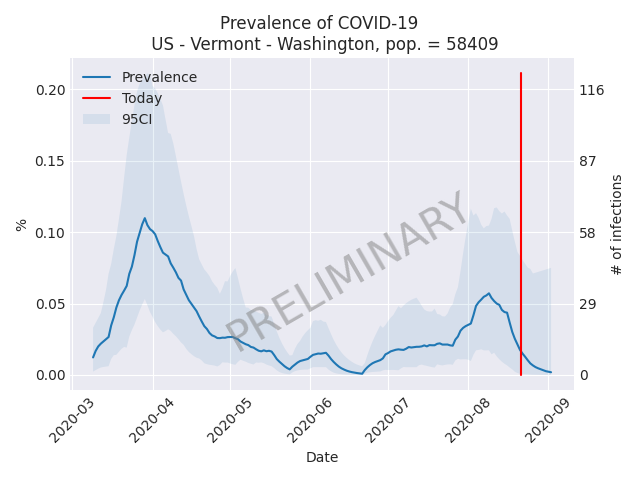 Prevalence of COVID-19
US - Vermont - Washington, pop. = 58409
Prevalence
Today
95CI
0.20
0.15
0.10
0.05
0.00
%
116
87
58
29
0
# of infections
PRELIMINARY
2020-03
2020-04
2020-05
2020-06
2020-07
2020-08
2020-09
Date